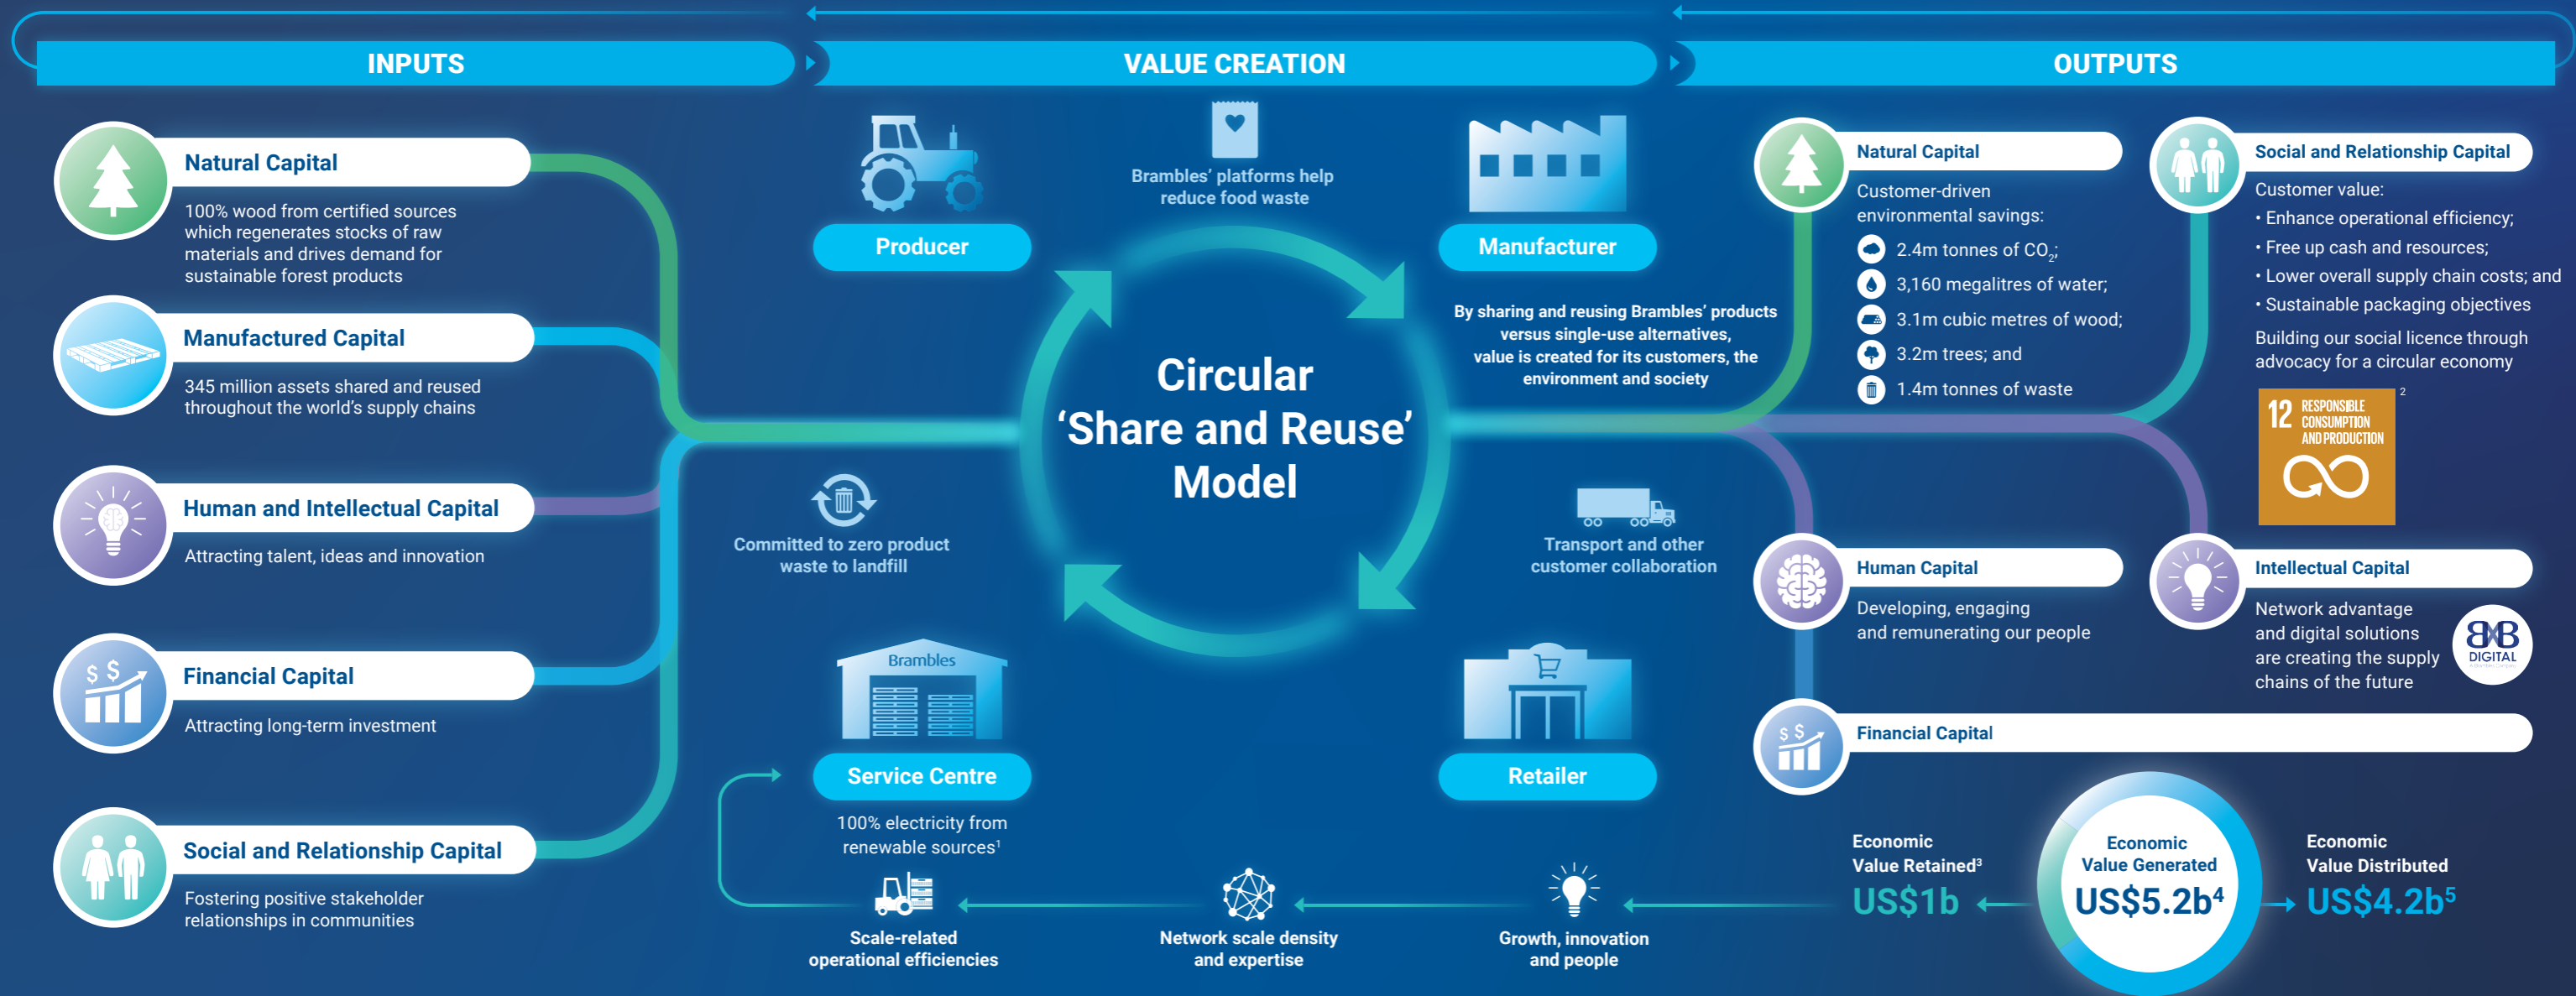 INPUTS
VALUE CREATION
OUTPUTS
Natural Capital
100% wood from certified sources
which regenerates stocks of raw
materials and drives demand for
sustainable forest products
Manufactured Capital
345 million assets shared and reused
throughout the world's supply chains
Human and Intellectual Capital
Attracting talent, ideas and innovation
Financial Capital
Attracting long-term investment
Social and Relationship Capital
Fostering positive stakeholder
relationships in communities
Producer
Brambles' platforms help
reduce food waste
Manufacturer
By sharing and reusing Brambles' products
versus single-use alternatives,
value is created for its customers, the
environment and society
Circular
'Share and Reuse'
Model
Committed to zero product
waste to landfill
Transport and other
customer collaboration
Brambles
Service Centre
100% electricity from
renewable sources¹
Retailer
Scale-related
operational efficiencies
Network scale density
and expertise
Growth, innovation
and people
Natural Capital
Customer-driven
environmental savings:
2.4m tonnes of CO₂;
3,160 megalitres of water;
3.1m cubic metres of wood;
3.2m trees; and
1.4m tonnes of waste
Social and Relationship Capital
Customer value:
• Enhance operational efficiency;
• Free up cash and resources;
• Lower overall supply chain costs; and
• Sustainable packaging objectives
Building our social licence through
advocacy for a circular economy
12 RESPONSIBLE
CONSUMPTION
AND PRODUCTION
2
Human Capital
Developing, engaging
and remunerating our people
Intellectual Capital
Network advantage
and digital solutions
are creating the supply
chains of the future
BXB
DIGITAL
Financial Capital
$ $
$ $
Economic
Value Retained³
US$1b
Economic
Value Generated
US$5.2b⁴
Economic
Value Distributed
US$4.2b⁵